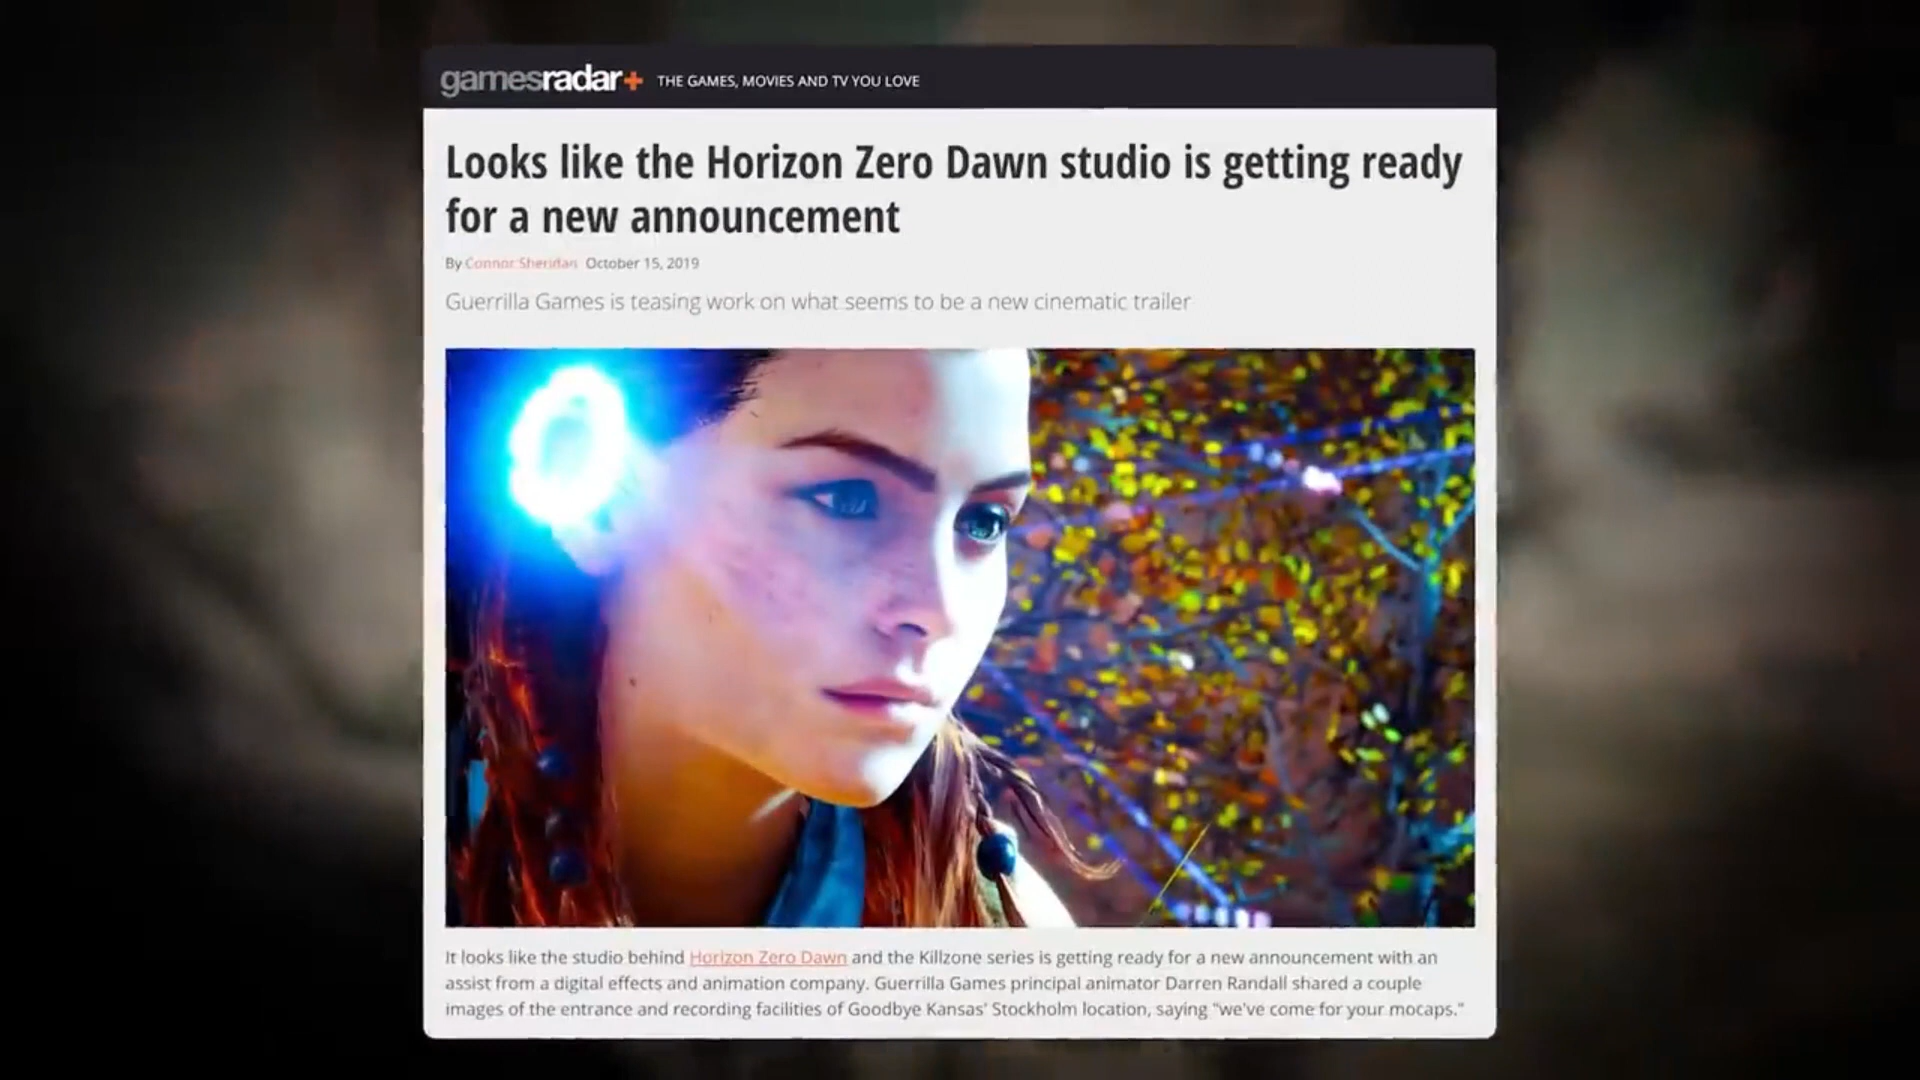 gamesradar+ THE GAMES, MOVIES AND TV YOU LOVE
Looks like the Horizon Zero Dawn studio is getting ready
for a new announcement
By Connor Sheridan October 15, 2019
Guerrilla Games is teasing work on what seems to be a new cinematic trailer
It looks like the studio behind Horizon Zero Dawn and the Killzone series is getting ready for a new announcement with an
assist from a digital effects and animation company. Guerrilla Games principal animator Darren Randall shared a couple
images of the entrance and recording facilities of Goodbye Kansas' Stockholm location, saying "we've come for your mocaps."